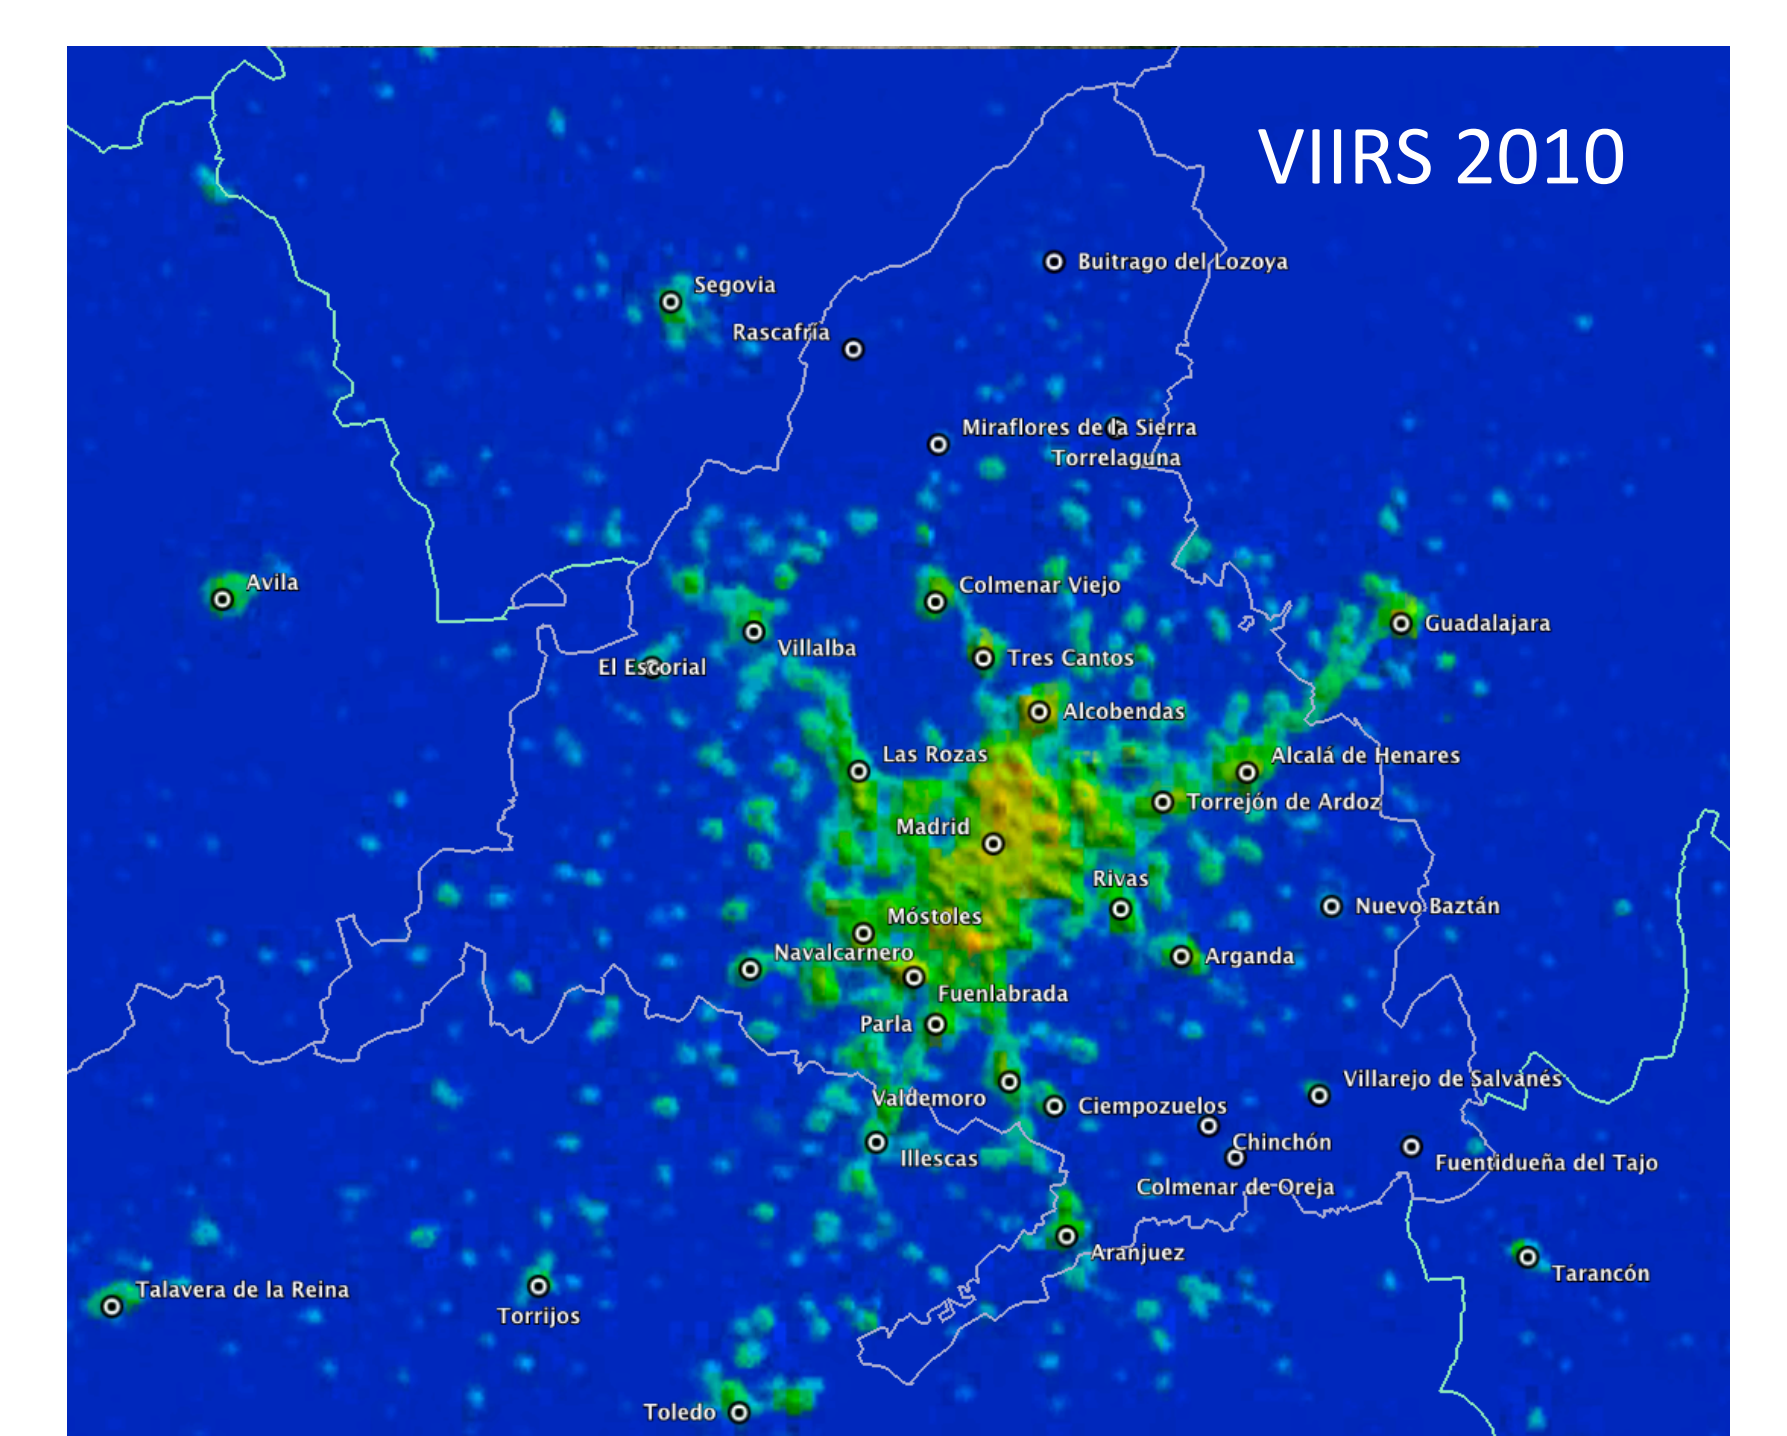 VIIRS 2010
Buitrago del Lozoya
Segovia
Rascafría
Miraflores de la Sierra
Torrelaguna
Avila
Colmenar Viejo
Guadalajara
Villalba
El Escorial
Tres Cantos
Alcobendas
Las Rozas
Alcalá de Henares
Torrejón de Ardoz
Madrid
Rivas
Nuevo Baztán
Móstoles
Navalcarnero
Arganda
Fuenlabrada
Parla
Villarejo de Salvanés
Valdemoro
Ciempozuelos
Chinchón
Illescas
Fuentidueña del Tajo
Colmenar de Oreja
Aranjuez
Tarancón
Talavera de la Reina
Torrijos
Toledo